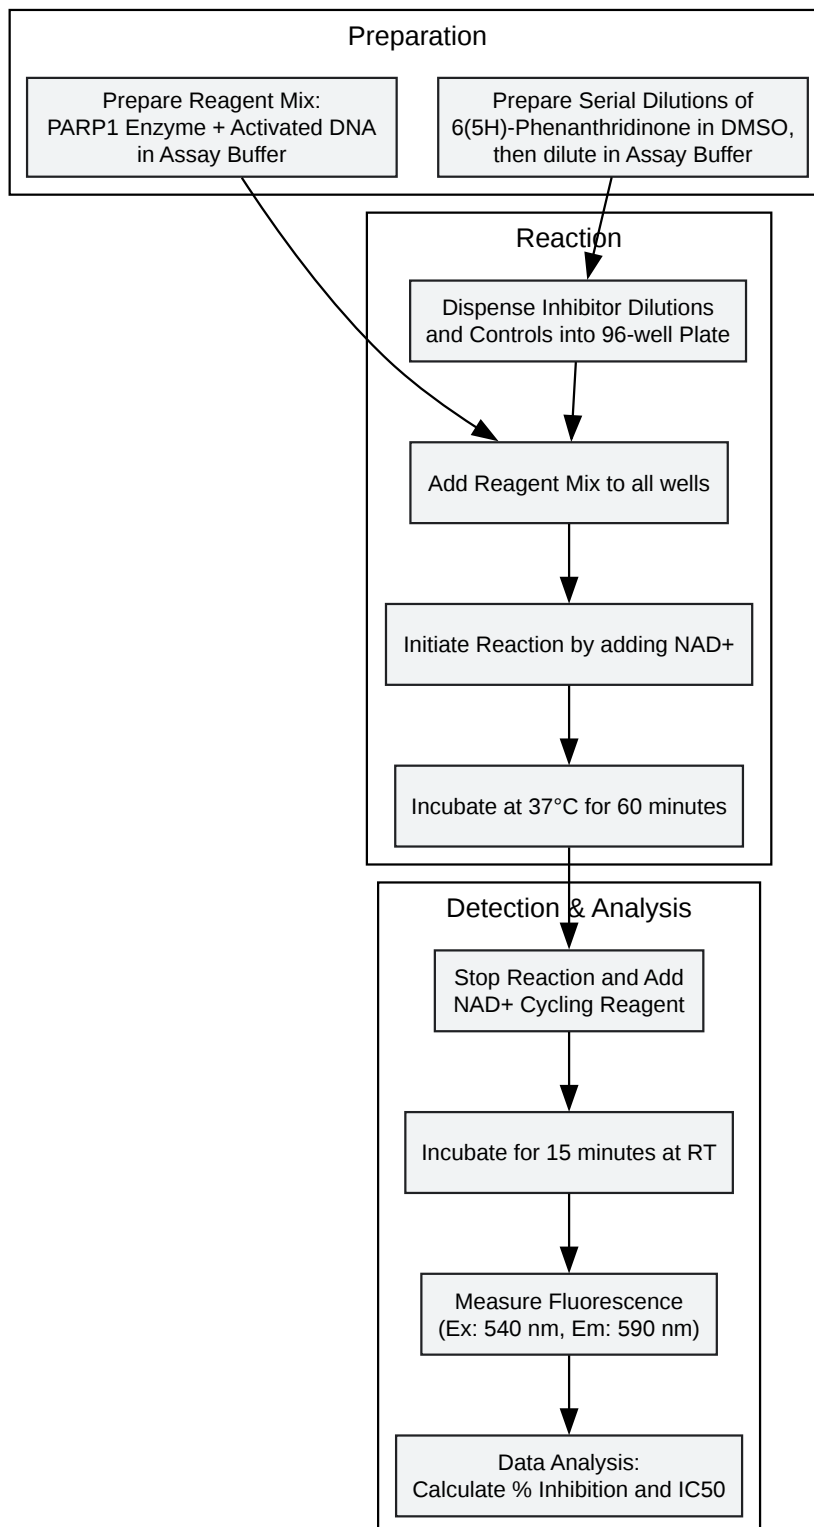 Preparation
Prepare Reagent Mix:
PARP1 Enzyme + Activated DNA
in Assay Buffer
Prepare Serial Dilutions of
6(5H)-Phenanthridinone in DMSO,
then dilute in Assay Buffer
Reaction
Dispense Inhibitor Dilutions
and Controls into 96-well Plate
Add Reagent Mix to all wells
Initiate Reaction by adding NAD+
Incubate at 37°C for 60 minutes
Detection & Analysis
Stop Reaction and Add
NAD+ Cycling Reagent
Incubate for 15 minutes at RT
Measure Fluorescence
(Ex: 540 nm, Em: 590 nm)
Data Analysis:
Calculate % Inhibition and IC50